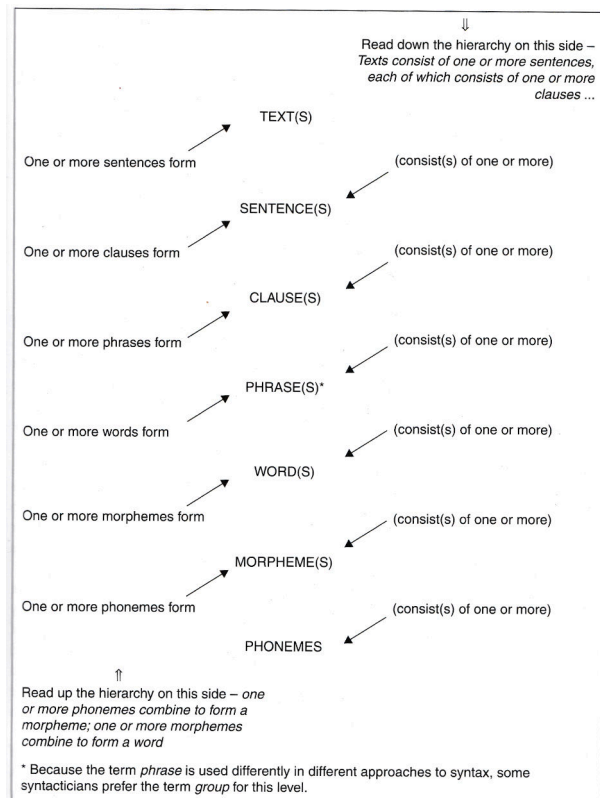 ⇓
Read down the hierarchy on this side –
Texts consist of one or more sentences,
each of which consists of one or more
clauses ...
TEXT(S)
One or more sentences form
(consist(s) of one or more)
SENTENCE(S)
One or more clauses form
(consist(s) of one or more)
CLAUSE(S)
One or more phrases form
(consist(s) of one or more)
PHRASE(S)*
One or more words form
(consist(s) of one or more)
WORD(S)
One or more morphemes form
(consist(s) of one or more)
MORPHEME(S)
One or more phonemes form
(consist(s) of one or more)
PHONEMES
⇑
Read up the hierarchy on this side – one
or more phonemes combine to form a
morpheme; one or more morphemes
combine to form a word
* Because the term phrase is used differently in different approaches to syntax, some
syntacticians prefer the term group for this level.